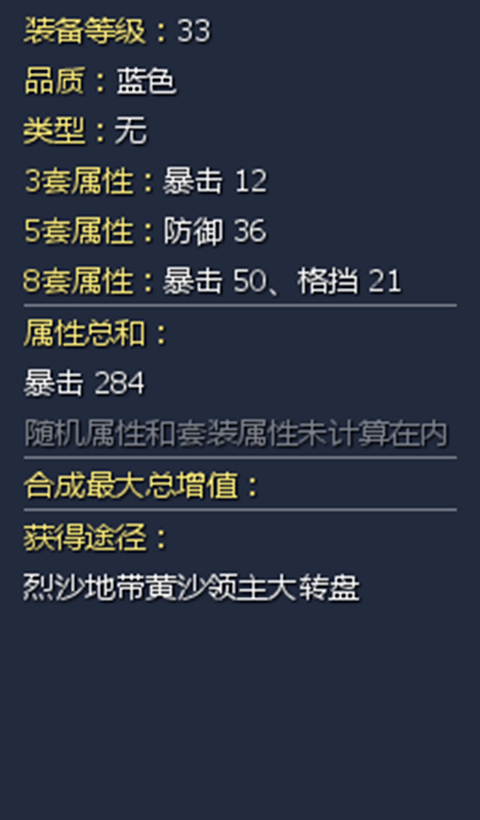 装备等级：33
品质：蓝色
类型：无
3套属性：暴击 12
5套属性：防御 36
8套属性：暴击 50、格挡 21
属性总和：
暴击 284
随机属性和套装属性未计算在内
合成最大总增值：
获得途径：
烈沙地带黄沙领主大转盘